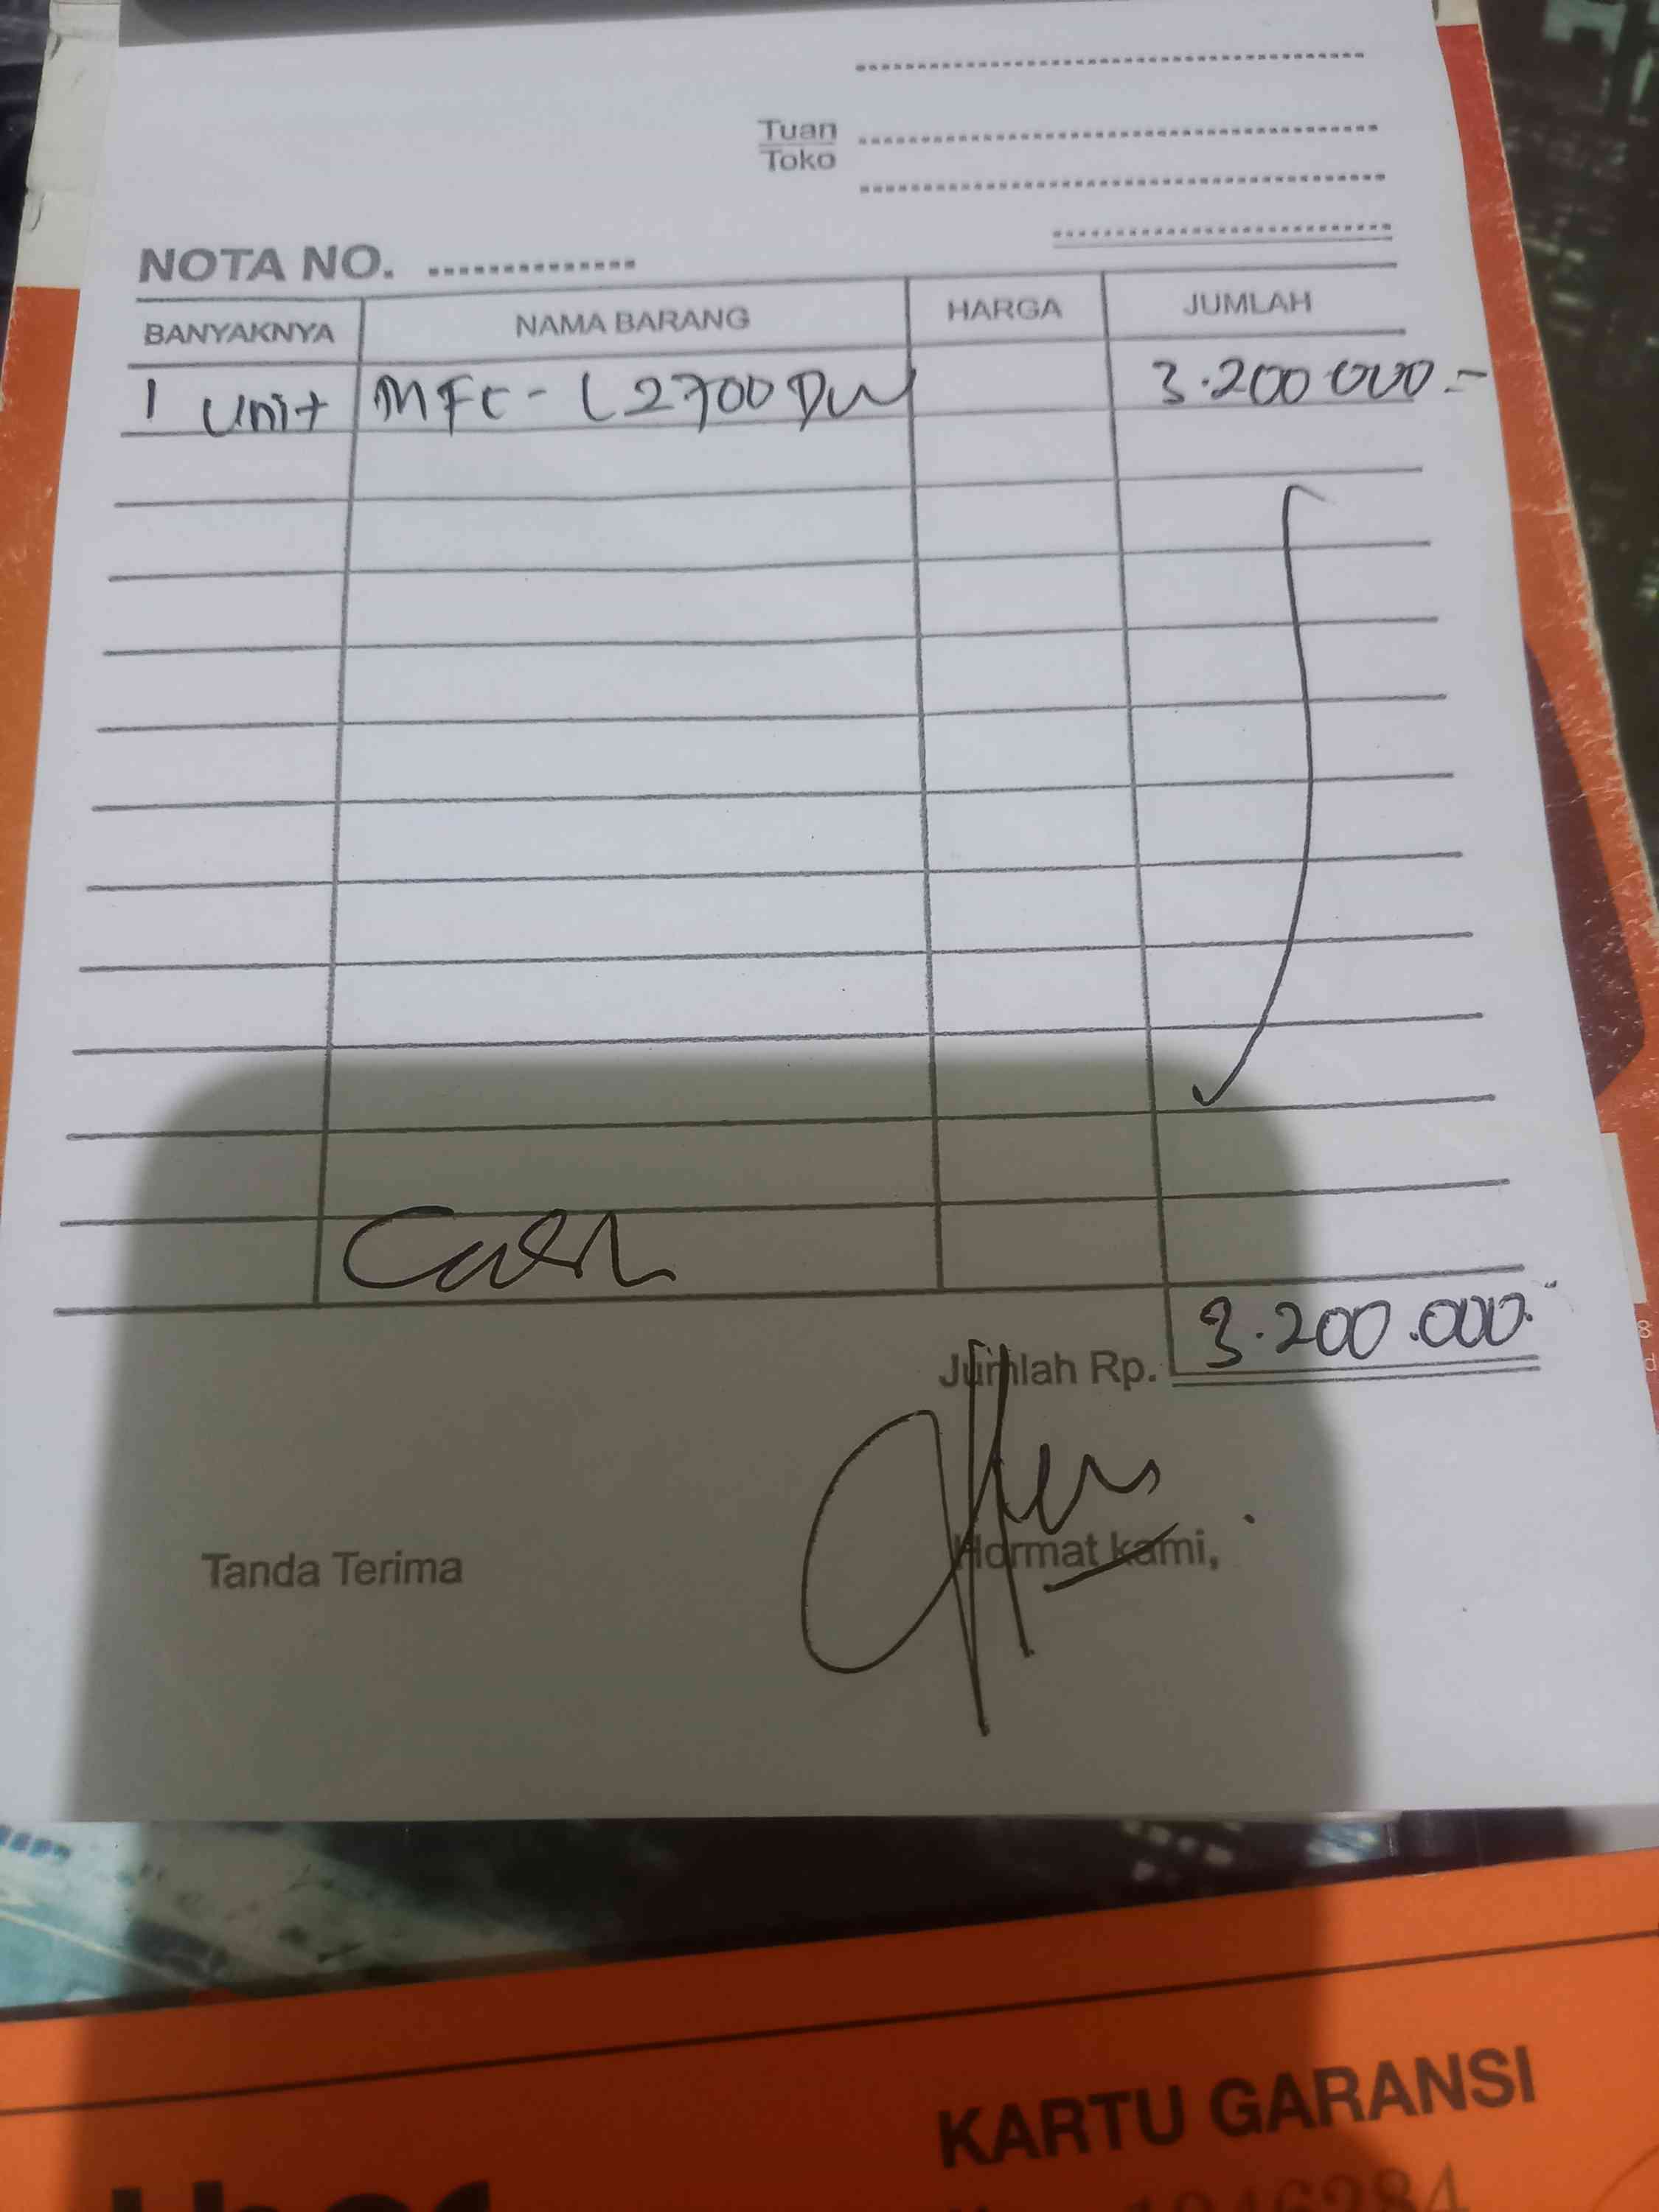 Tuan
Toko
NOTA NO.
BANYAKNYA NAMA BARANG HARGA JUMLAH
1 Unit MFC-L2700DW 3.200.000.-
Cash
Jumlah Rp. 3.200.000.-
Tanda Terima Hormat kami,
KARTU GARANSI
1946284